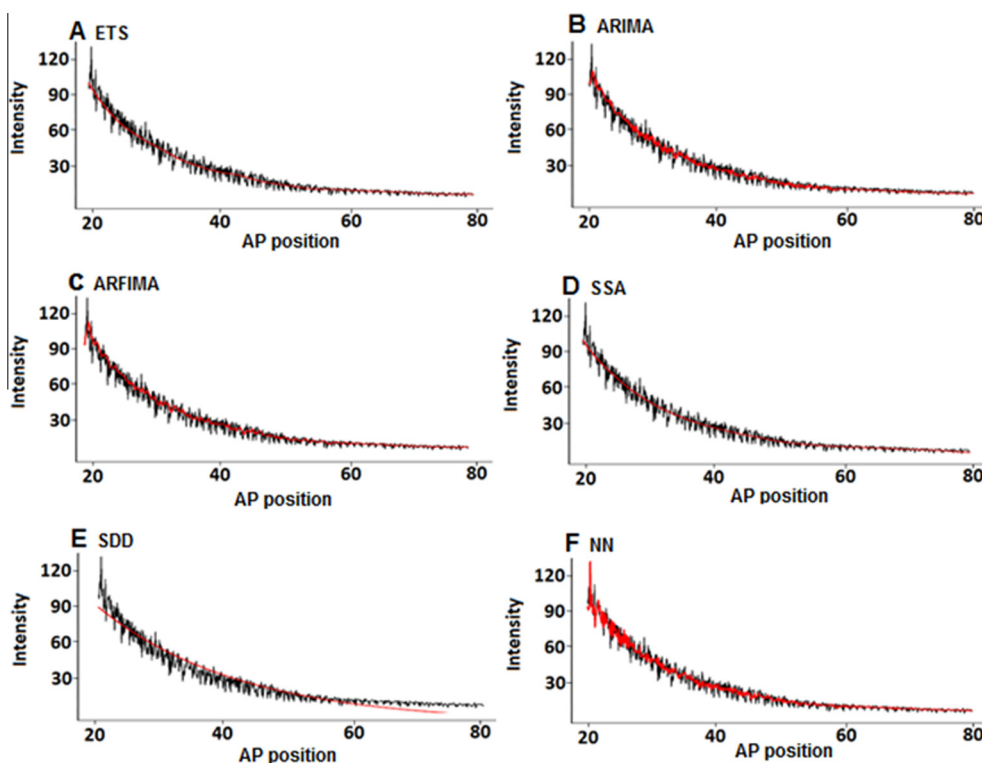 A ETS
Intensity
120
90
60
30
20 40 60 80
AP position
B ARIMA
Intensity
120
90
60
30
20 40 60 80
AP position
C ARFIMA
Intensity
120
90
60
30
20 40 60 80
AP position
D SSA
Intensity
120
90
60
30
20 40 60 80
AP position
E SDD
Intensity
120
90
60
30
20 40 60 80
AP position
F NN
Intensity
120
90
60
30
20 40 60 80
AP position